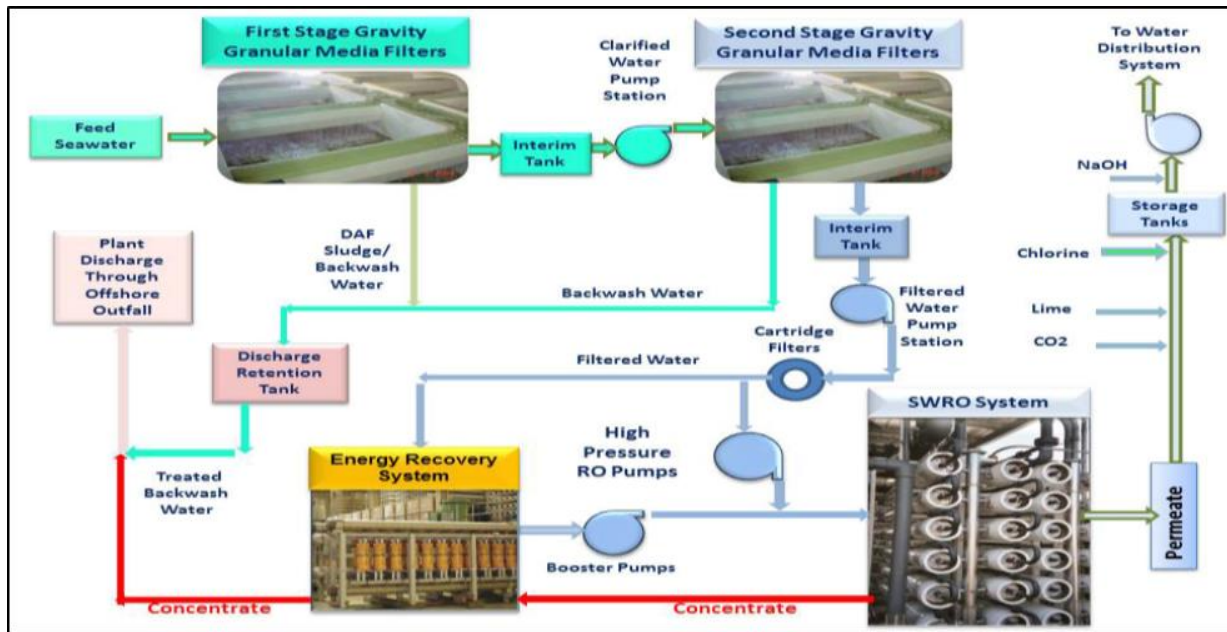 First Stage Gravity
Granular Media Filters
Clarified
Water
Pump
Station
Second Stage Gravity
Granular Media Filters
To Water
Distribution
System
Feed
Seawater
Interim
Tank
NaOH
Storage
Tanks
Plant
Discharge
Through
Offshore
Outfall
DAF
Sludge/
Backwash
Water
Interim
Tank
Chlorine
Backwash Water
Filtered
Water
Pump
Station
Lime
Cartridge
Filters
CO2
Discharge
Retention
Tank
Filtered Water
SWRO System
High
Pressure
RO Pumps
Energy Recovery
System
Treated
Backwash
Water
Permeate
Booster Pumps
Concentrate
Concentrate